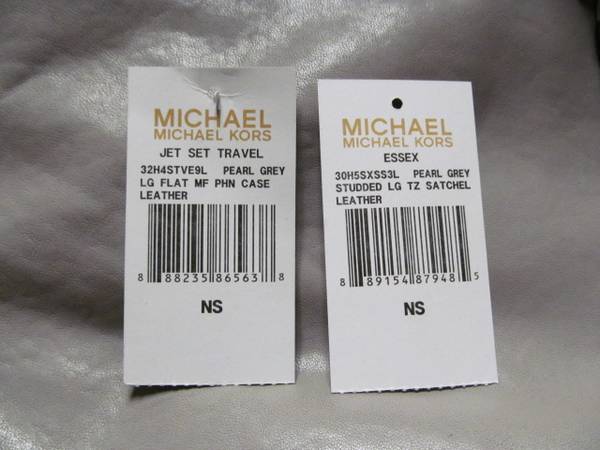 MICHAEL
MICHAEL KORS
JET SET TRAVEL
32H4STVE9L PEARL GREY
LG FLAT MF PHN CASE
LEATHER
8 88235 86563 8
NS
MICHAEL
MICHAEL KORS
ESSEX
30H5SXSS3L PEARL GREY
STUDDED LG TZ SATCHEL
LEATHER
8 89154 87948 5
NS